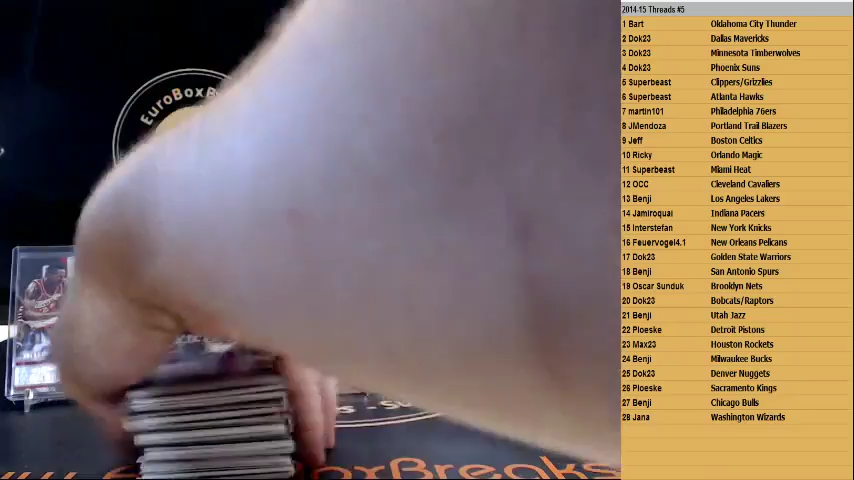 2014-15 Threads #5
1 Bart Oklahoma City Thunder
2 Dok23 Dallas Mavericks
3 Dok23 Minnesota Timberwolves
4 Dok23 Phoenix Suns
5 Superbeast Clippers/Grizzlies
6 Superbeast Atlanta Hawks
7 martin101 Philadelphia 76ers
8 JMendoza Portland Trail Blazers
9 Jeff Boston Celtics
10 Ricky Orlando Magic
11 Superbeast Miami Heat
12 OCC Cleveland Cavaliers
13 Benji Los Angeles Lakers
14 Jamiroquai Indiana Pacers
15 Interstefan New York Knicks
16 Feuervogel4.1 New Orleans Pelicans
17 Dok23 Golden State Warriors
18 Benji San Antonio Spurs
19 Oscar Sunduk Brooklyn Nets
20 Dok23 Bobcats/Raptors
21 Benji Utah Jazz
22 Ploeske Detroit Pistons
23 Max23 Houston Rockets
24 Benji Milwaukee Bucks
25 Dok23 Denver Nuggets
26 Ploeske Sacramento Kings
27 Benji Chicago Bulls
28 Jana Washington Wizards
EuroBoxB
EuroBoxBreaks